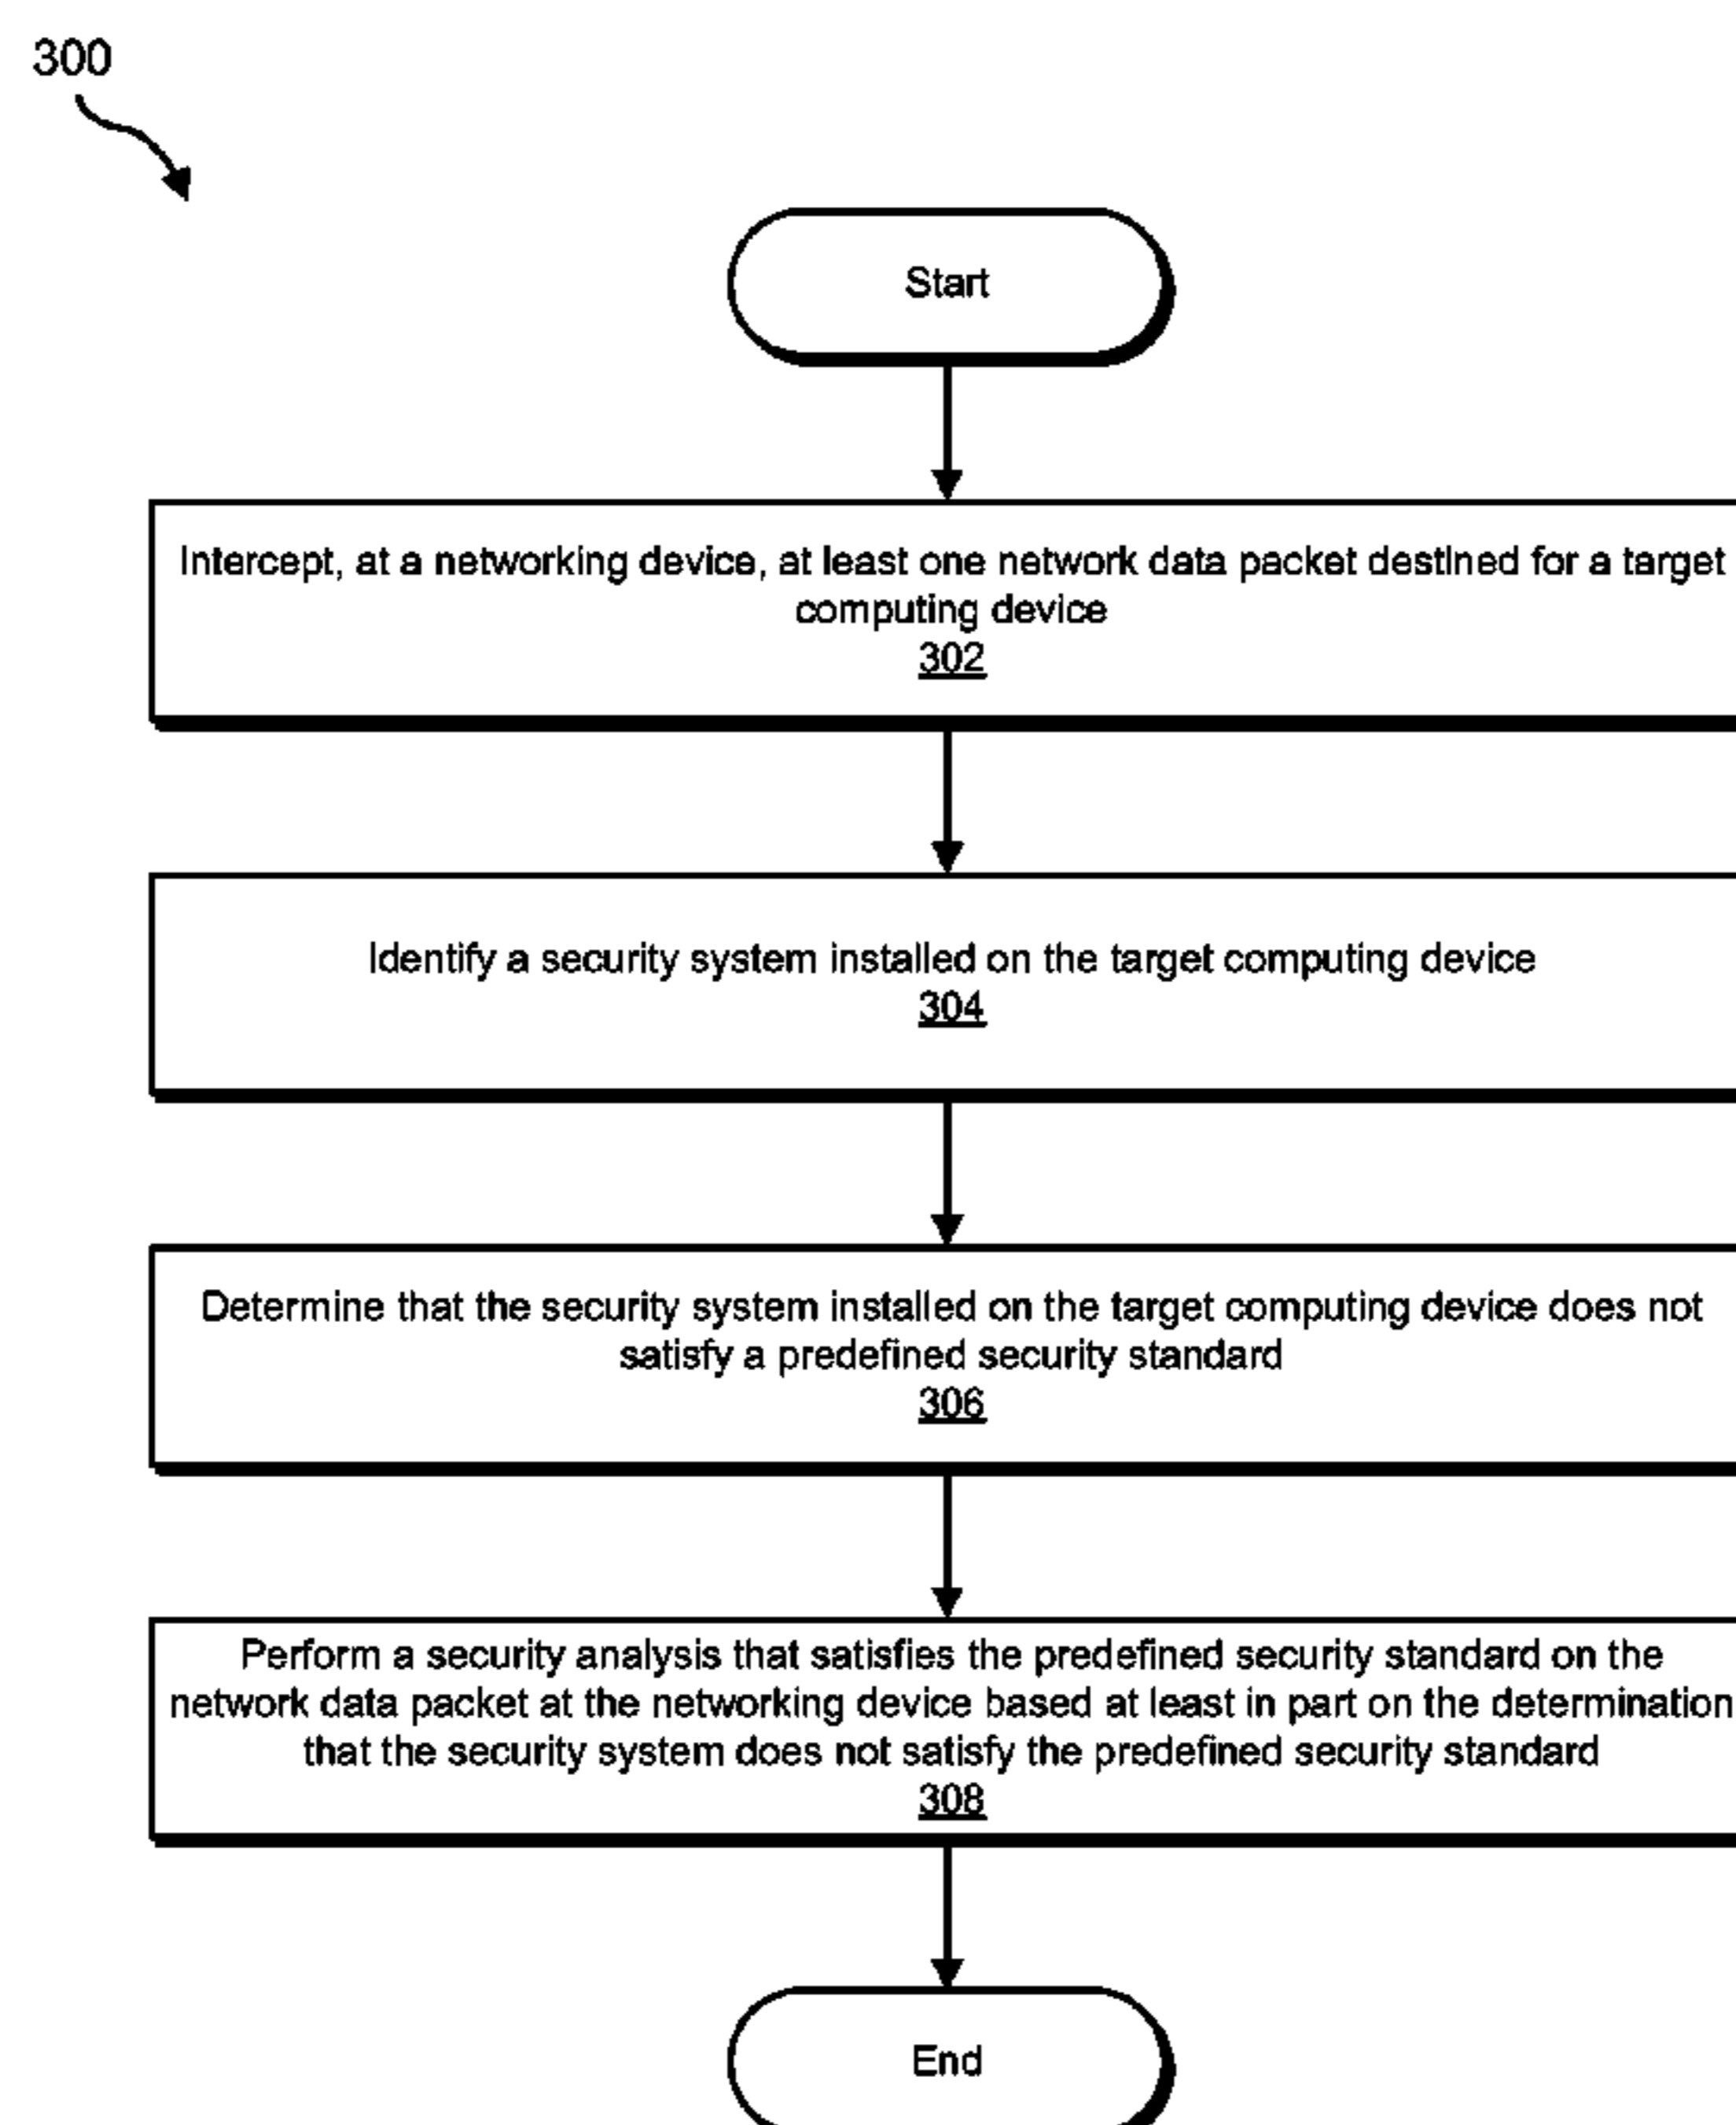 300
Start
Intercept, at a networking device, at least one network data packet destined for a target
computing device
302
Identify a security system installed on the target computing device
304
Determine that the security system installed on the target computing device does not
satisfy a predefined security standard
306
Perform a security analysis that satisfies the predefined security standard on the
network data packet at the networking device based at least in part on the determination
that the security system does not satisfy the predefined security standard
308
End